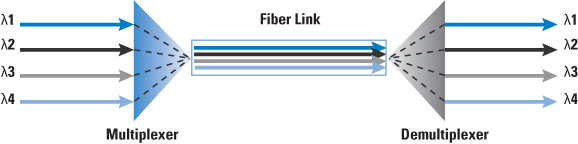 λ1 Fiber Link λ1
λ2 λ2
λ3 λ3
λ4 λ4
Multiplexer Demultiplexer